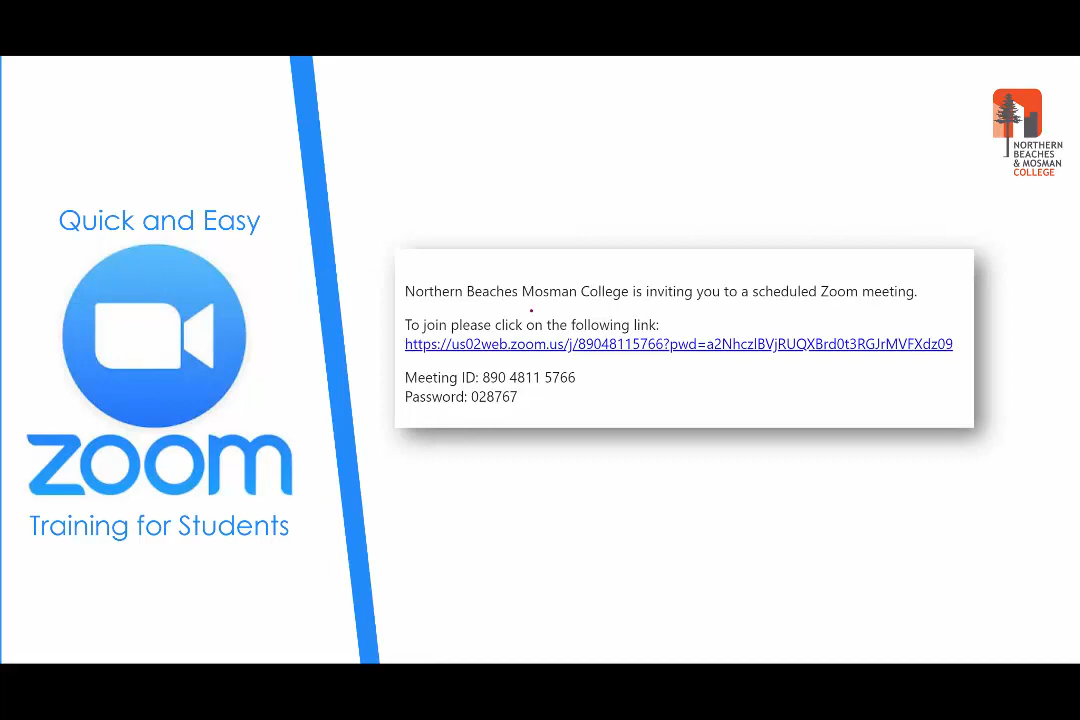 Quick and Easy
zoom
Training for Students
NORTHERN
BEACHES
& MOSMAN
COLLEGE
Northern Beaches Mosman College is inviting you to a scheduled Zoom meeting.
To join please click on the following link:
https://us02web.zoom.us/j/89048115766?pwd=a2NhczlBVjRUQXBrd0t3RGJrMVFXdz09
Meeting ID: 890 4811 5766
Password: 028767